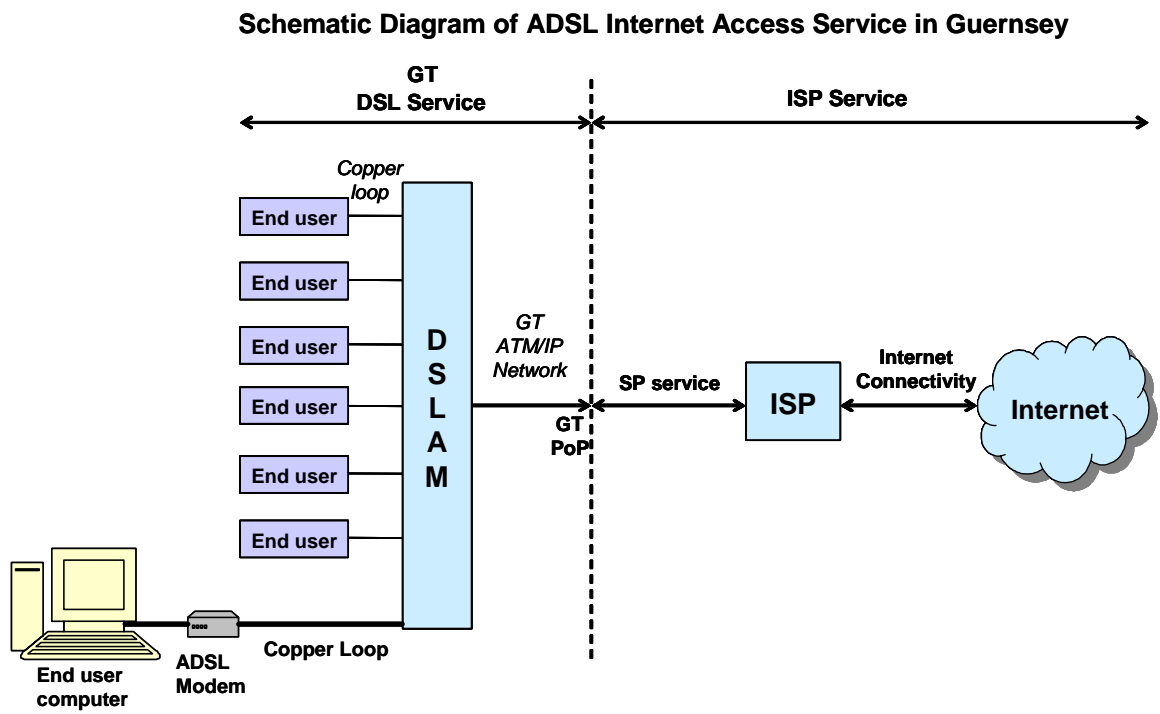 Schematic Diagram of ADSL Internet Access Service in Guernsey
GT
DSL Service
ISP Service
Copper
loop
End user
End user
End user
End user
End user
End user
D
S
L
A
M
GT
ATM/IP
Network
GT
PoP
SP service
ISP
Internet
Connectivity
Internet
End user
computer
ADSL
Modem
Copper Loop